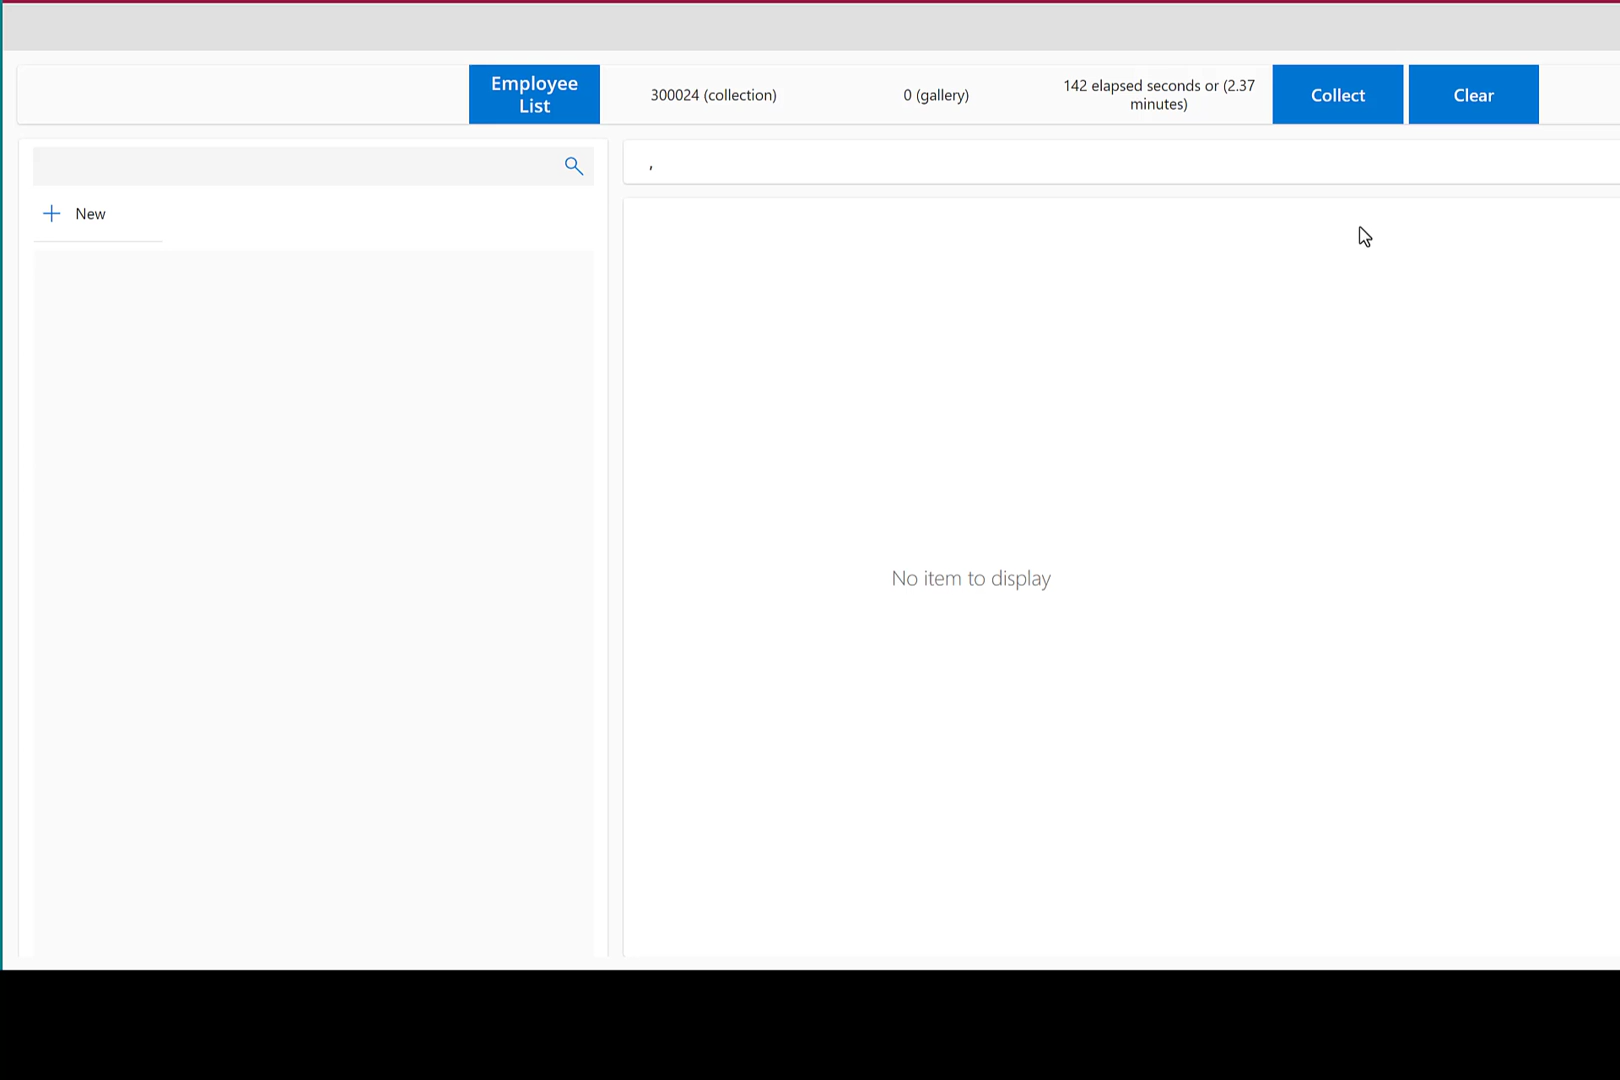 Employee
List
300024 (collection)
0 (gallery)
142 elapsed seconds or (2.37
minutes)
Collect
Clear
,
New
No item to display